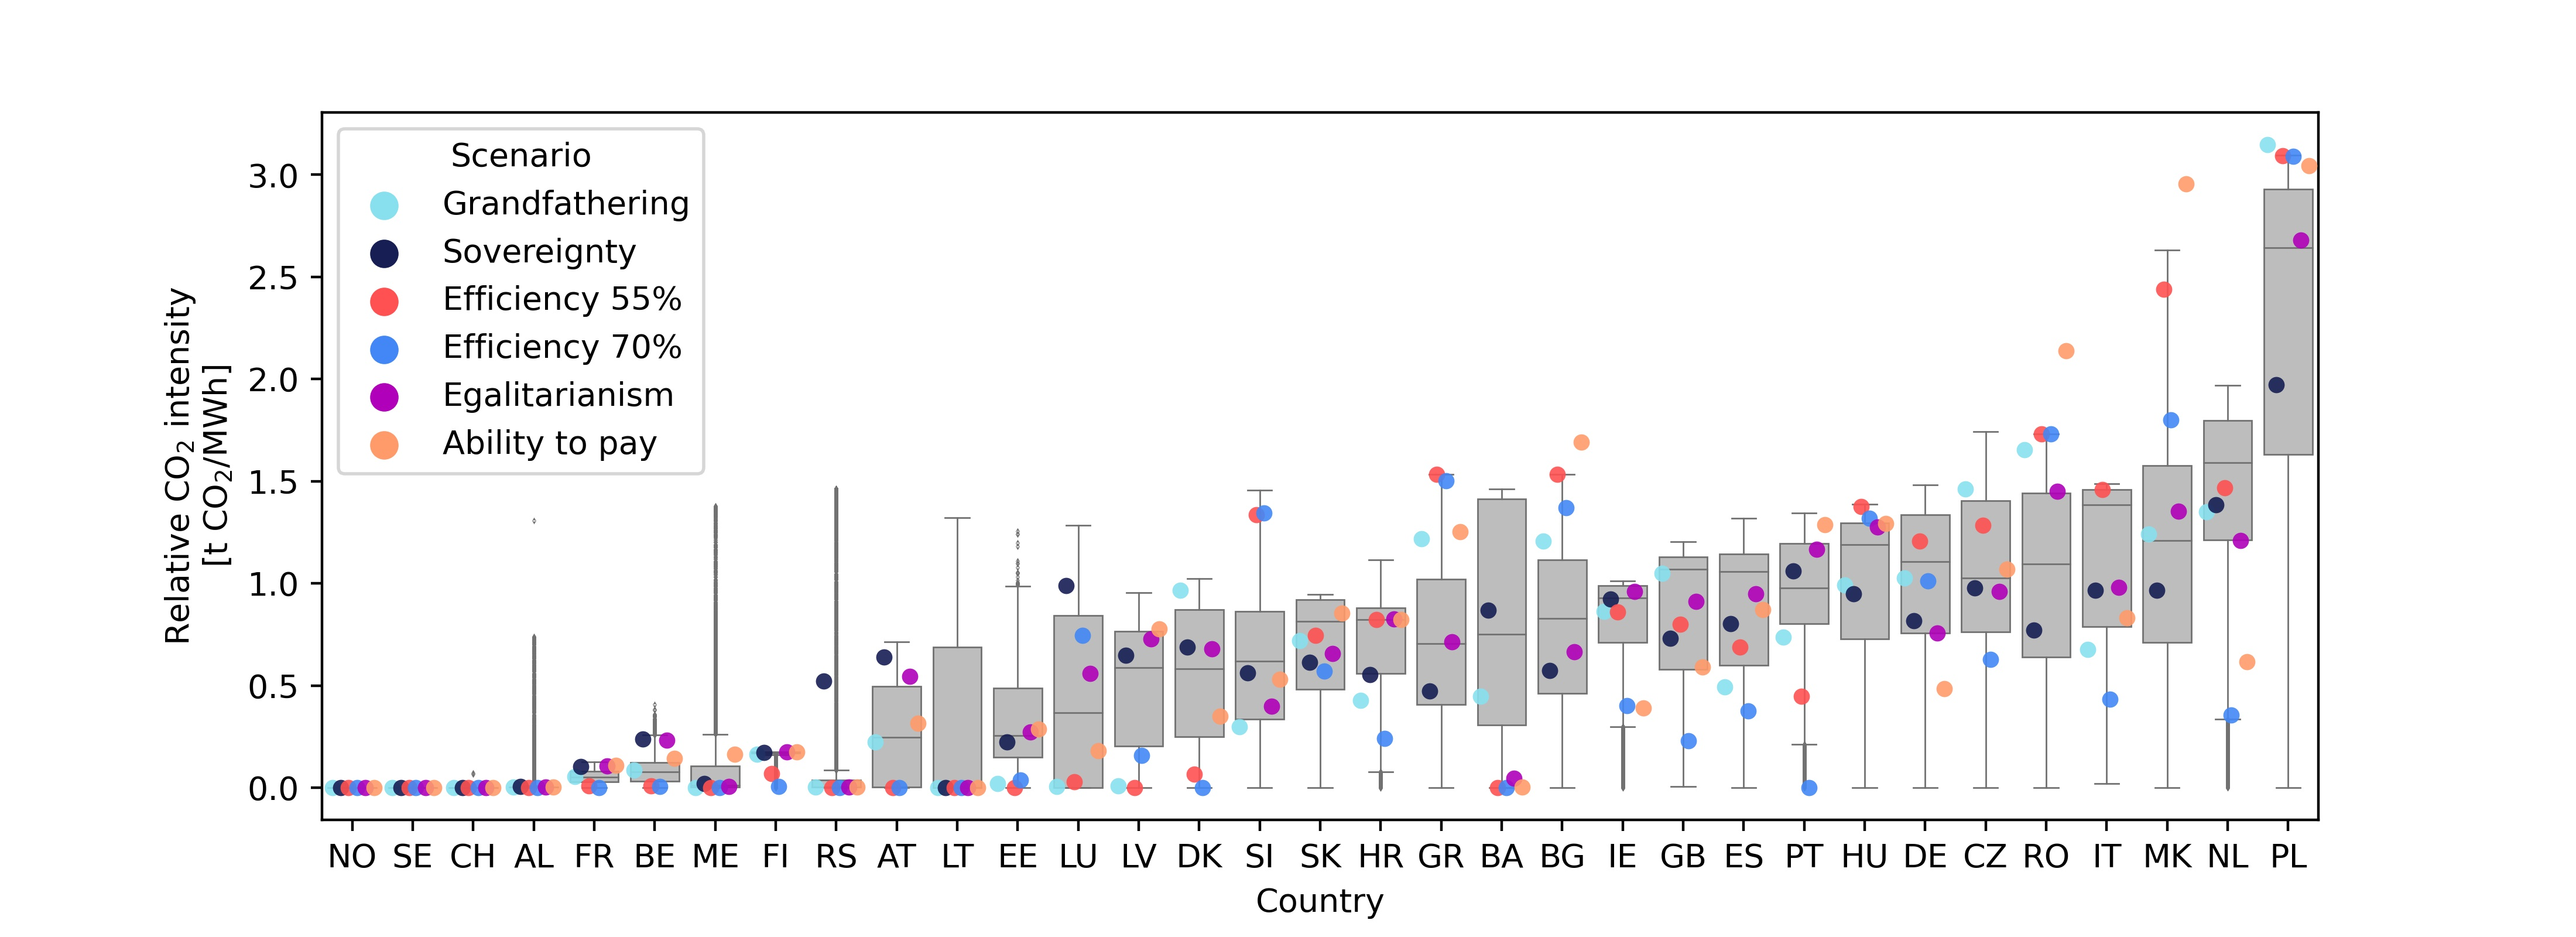 Relative CO₂ intensity
[t CO₂/MWh]
3.0
2.5
2.0
1.5
1.0
0.5
0.0
Scenario
Grandfathering
Sovereignty
Efficiency 55%
Efficiency 70%
Egalitarianism
Ability to pay
NO SE CH AL FR BE ME FI RS AT LT EE LU LV DK SI SK HR GR BA BG IE GB ES PT HU DE CZ RO IT MK NL PL
Country